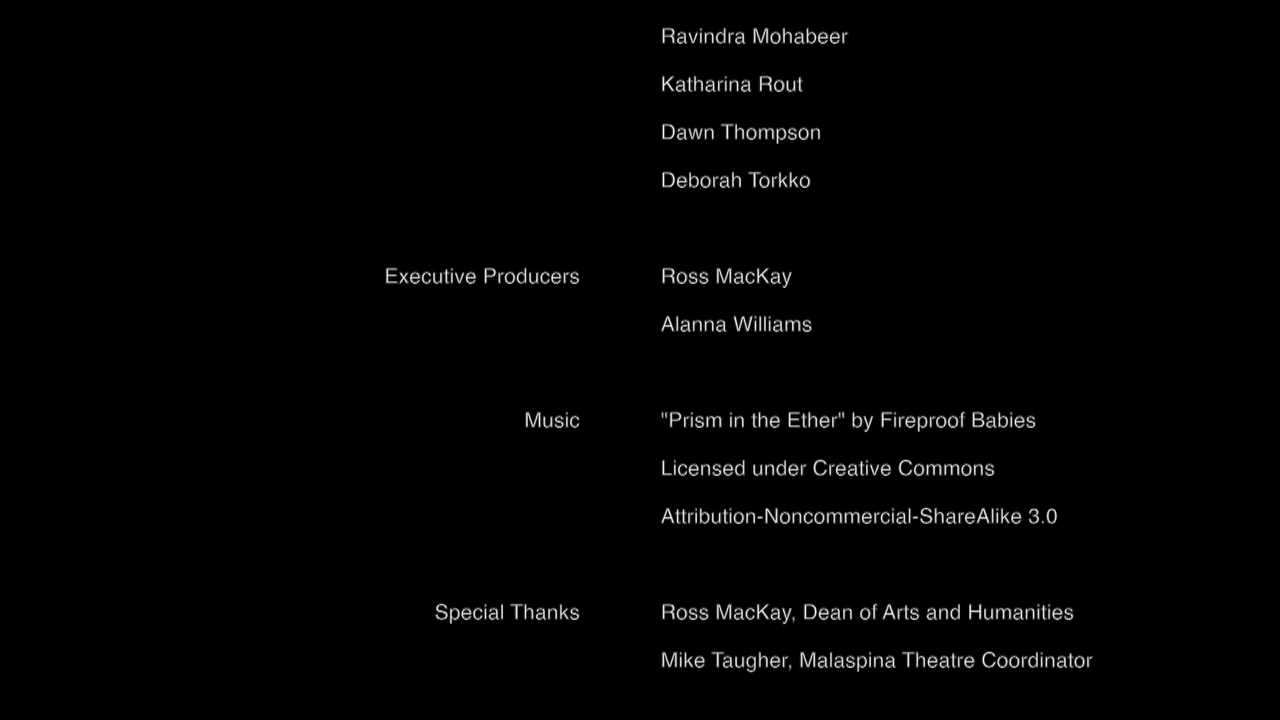 Ravindra Mohabeer
Katharina Rout
Dawn Thompson
Deborah Torkko
Executive Producers Ross MacKay
Alanna Williams
Music "Prism in the Ether" by Fireproof Babies
Licensed under Creative Commons
Attribution-Noncommercial-ShareAlike 3.0
Special Thanks Ross MacKay, Dean of Arts and Humanities
Mike Taugher, Malaspina Theatre Coordinator